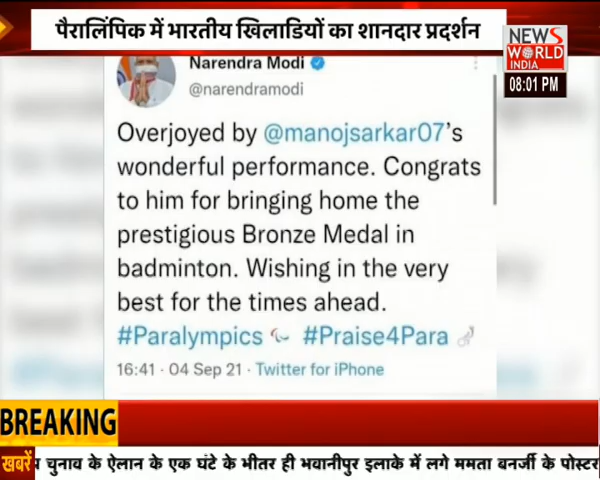 पैरालिंपिक में भारतीय खिलाडियों का शानदार प्रदर्शन
NEWS
WORLD
INDIA
08:01 PM
Narendra Modi
@narendramodi
Overjoyed by @manojsarkar07's
wonderful performance. Congrats
to him for bringing home the
prestigious Bronze Medal in
badminton. Wishing in the very
best for the times ahead.
#Paralympics #Praise4Para
16:41 · 04 Sep 21 · Twitter for iPhone
BREAKING
खबरें
चुनाव के ऐलान के एक घंटे के भीतर ही भवानीपुर इलाके में लगे ममता बनर्जी के पोस्टर